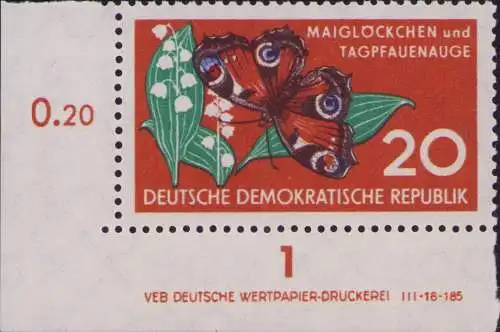 MAIGLÖCKCHEN und
TAGPFAUENAUGE
0.20
20
DEUTSCHE DEMOKRATISCHE REPUBLIK
1
VEB DEUTSCHE WERTPAPIER-DRUCKEREI III-18-185